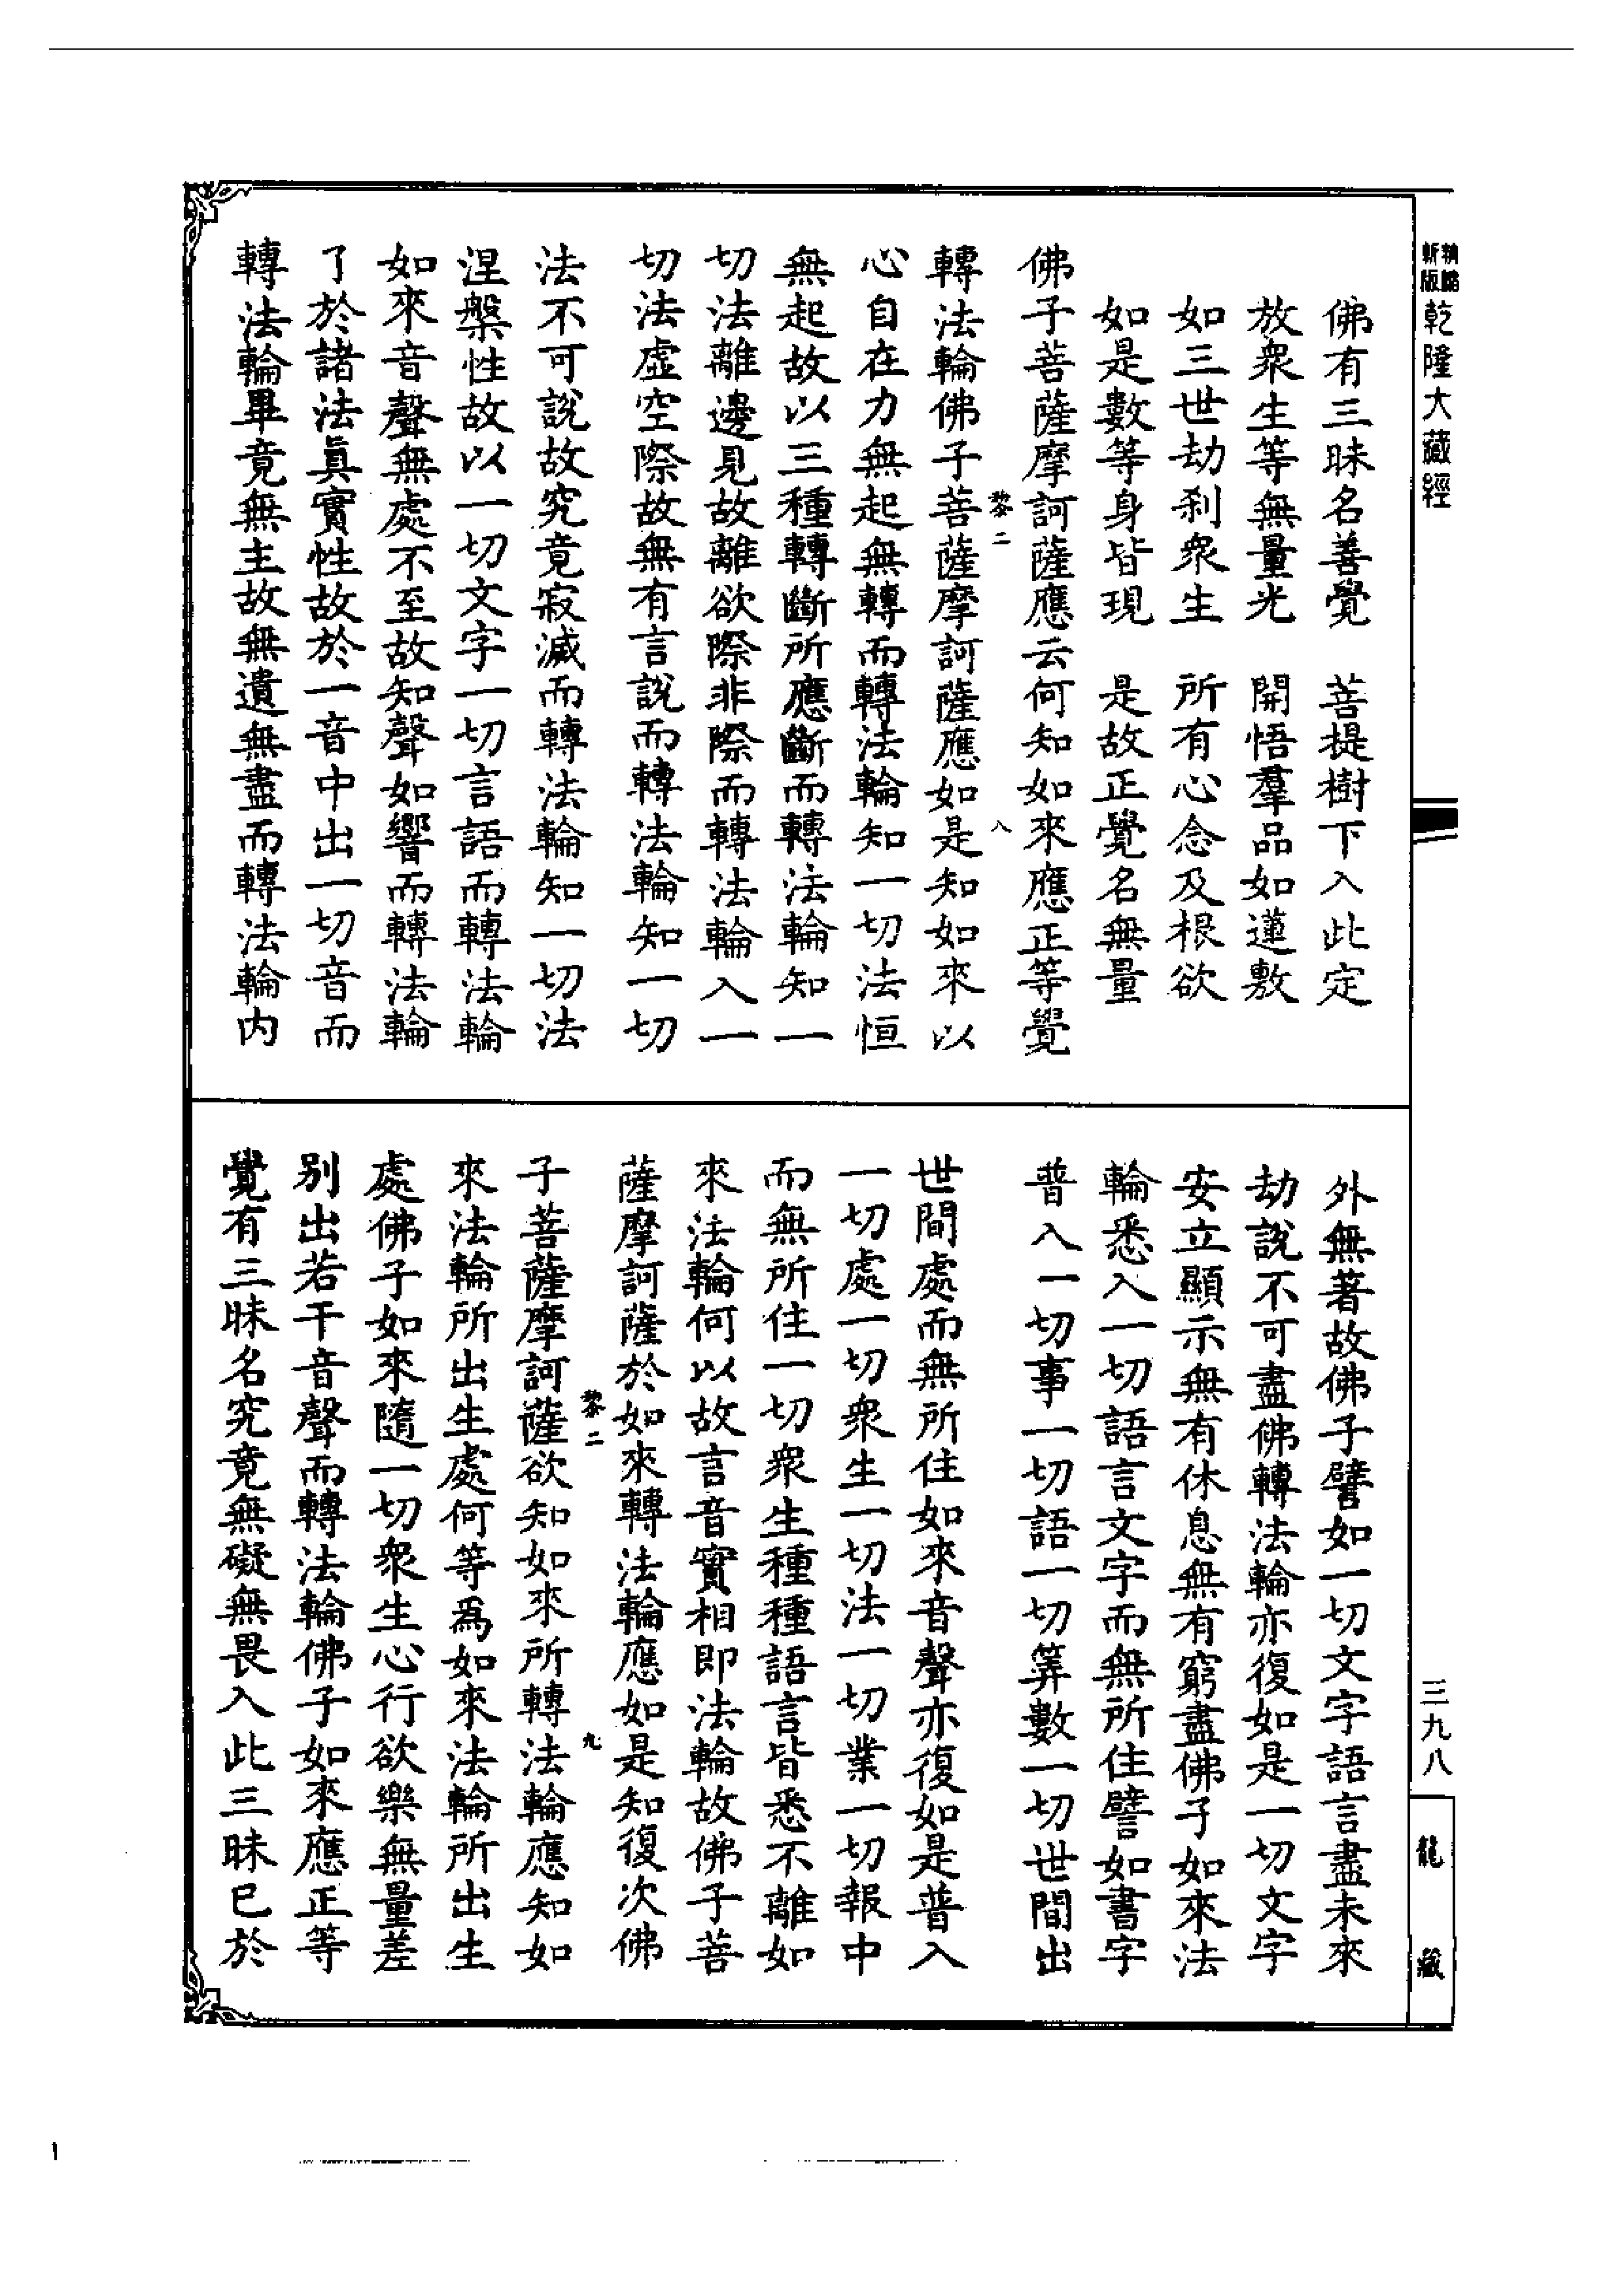 新編
新版
乾隆大藏經
佛有三昧名善覺　菩提樹下入此定
放衆生等無量光　開悟羣品如蓮敷
如三世劫刹衆生　所有心念及根欲
如是數等身皆現　是故正覺名無量
佛子菩薩摩訶薩應云何知如來應正等覺
黎二　八
轉法輪佛子菩薩摩訶薩應如是知如來以
心自在力無起無轉而轉法輪知一切法恒
無起故以三種轉斷所應斷而轉法輪知一
切法離邊見故離欲際非際而轉法輪入一
切法虛空際故無有言說而轉法輪知一切
法不可說故究竟寂滅而轉法輪知一切法
涅槃性故以一切文字一切言語而轉法輪
如來音聲無處不至故知聲如響而轉法輪
了於諸法眞實性故於一音中出一切音而
轉法輪畢竟無主故無遺無盡而轉法輪內
外無著故佛子譬如一切文字語言盡未來
劫說不可盡佛轉法輪亦復如是一切文字
安立顯示無有休息無有窮盡佛子如來法
輪悉入一切語言文字而無所住譬如書字
普入一切事一切語一切筭數一切世間出
世間處而無所住如來音聲亦復如是普入
一切處一切衆生一切法一切業一切報中
而無所住一切衆生種種語言皆悉不離如
來法輪何以故言音實相即法輪故佛子菩
薩摩訶薩於如來轉法輪應如是知復次佛
黎二　九
子菩薩摩訶薩欲知如來所轉法輪應知如
來法輪所出生處何等爲如來法輪所出生
處佛子如來隨一切衆生心行欲樂無量差
別出若干音聲而轉法輪佛子如來應正等
覺有三昧名究竟無礙無畏入此三昧已於
三九八
龍藏